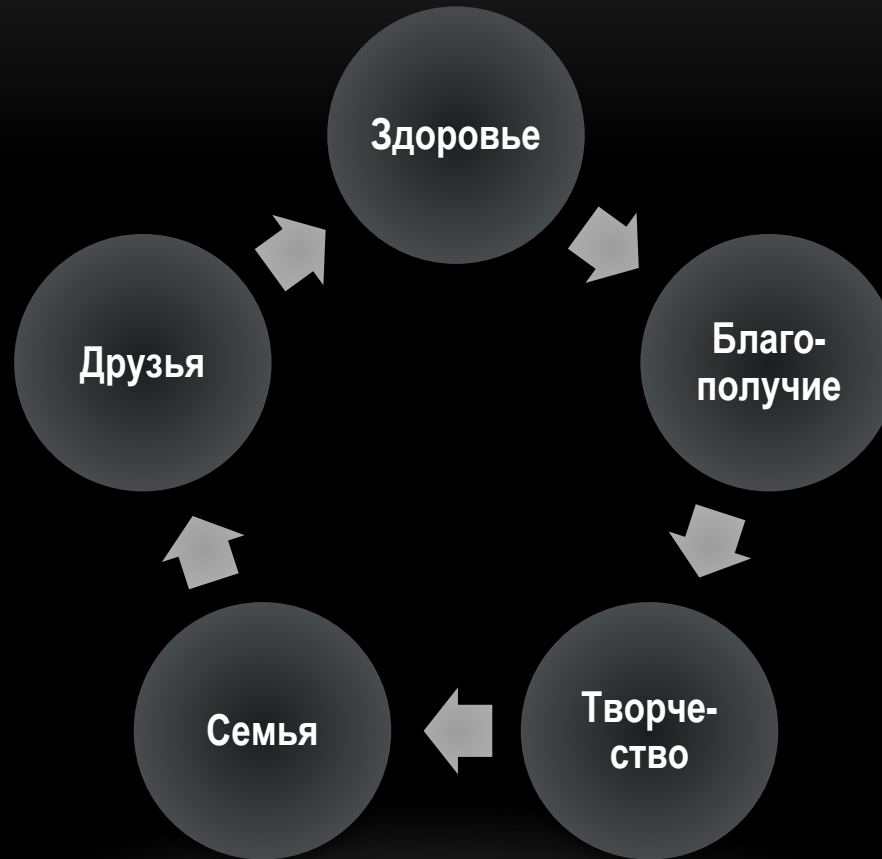 Здоровье
Благо-
получие
Творче-
ство
Семья
Друзья